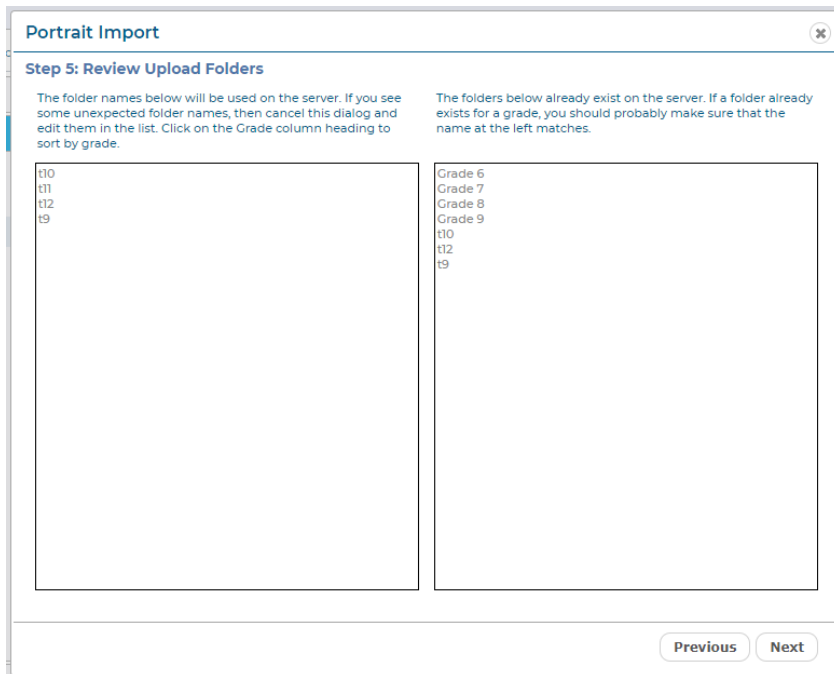 Portrait Import
Step 5: Review Upload Folders
The folder names below will be used on the server. If you see
some unexpected folder names, then cancel this dialog and
edit them in the list. Click on the Grade column heading to
sort by grade.
The folders below already exist on the server. If a folder already
exists for a grade, you should probably make sure that the
name at the left matches.
t10
t11
t12
t9
Grade 6
Grade 7
Grade 8
Grade 9
t10
t12
t9
Previous
Next